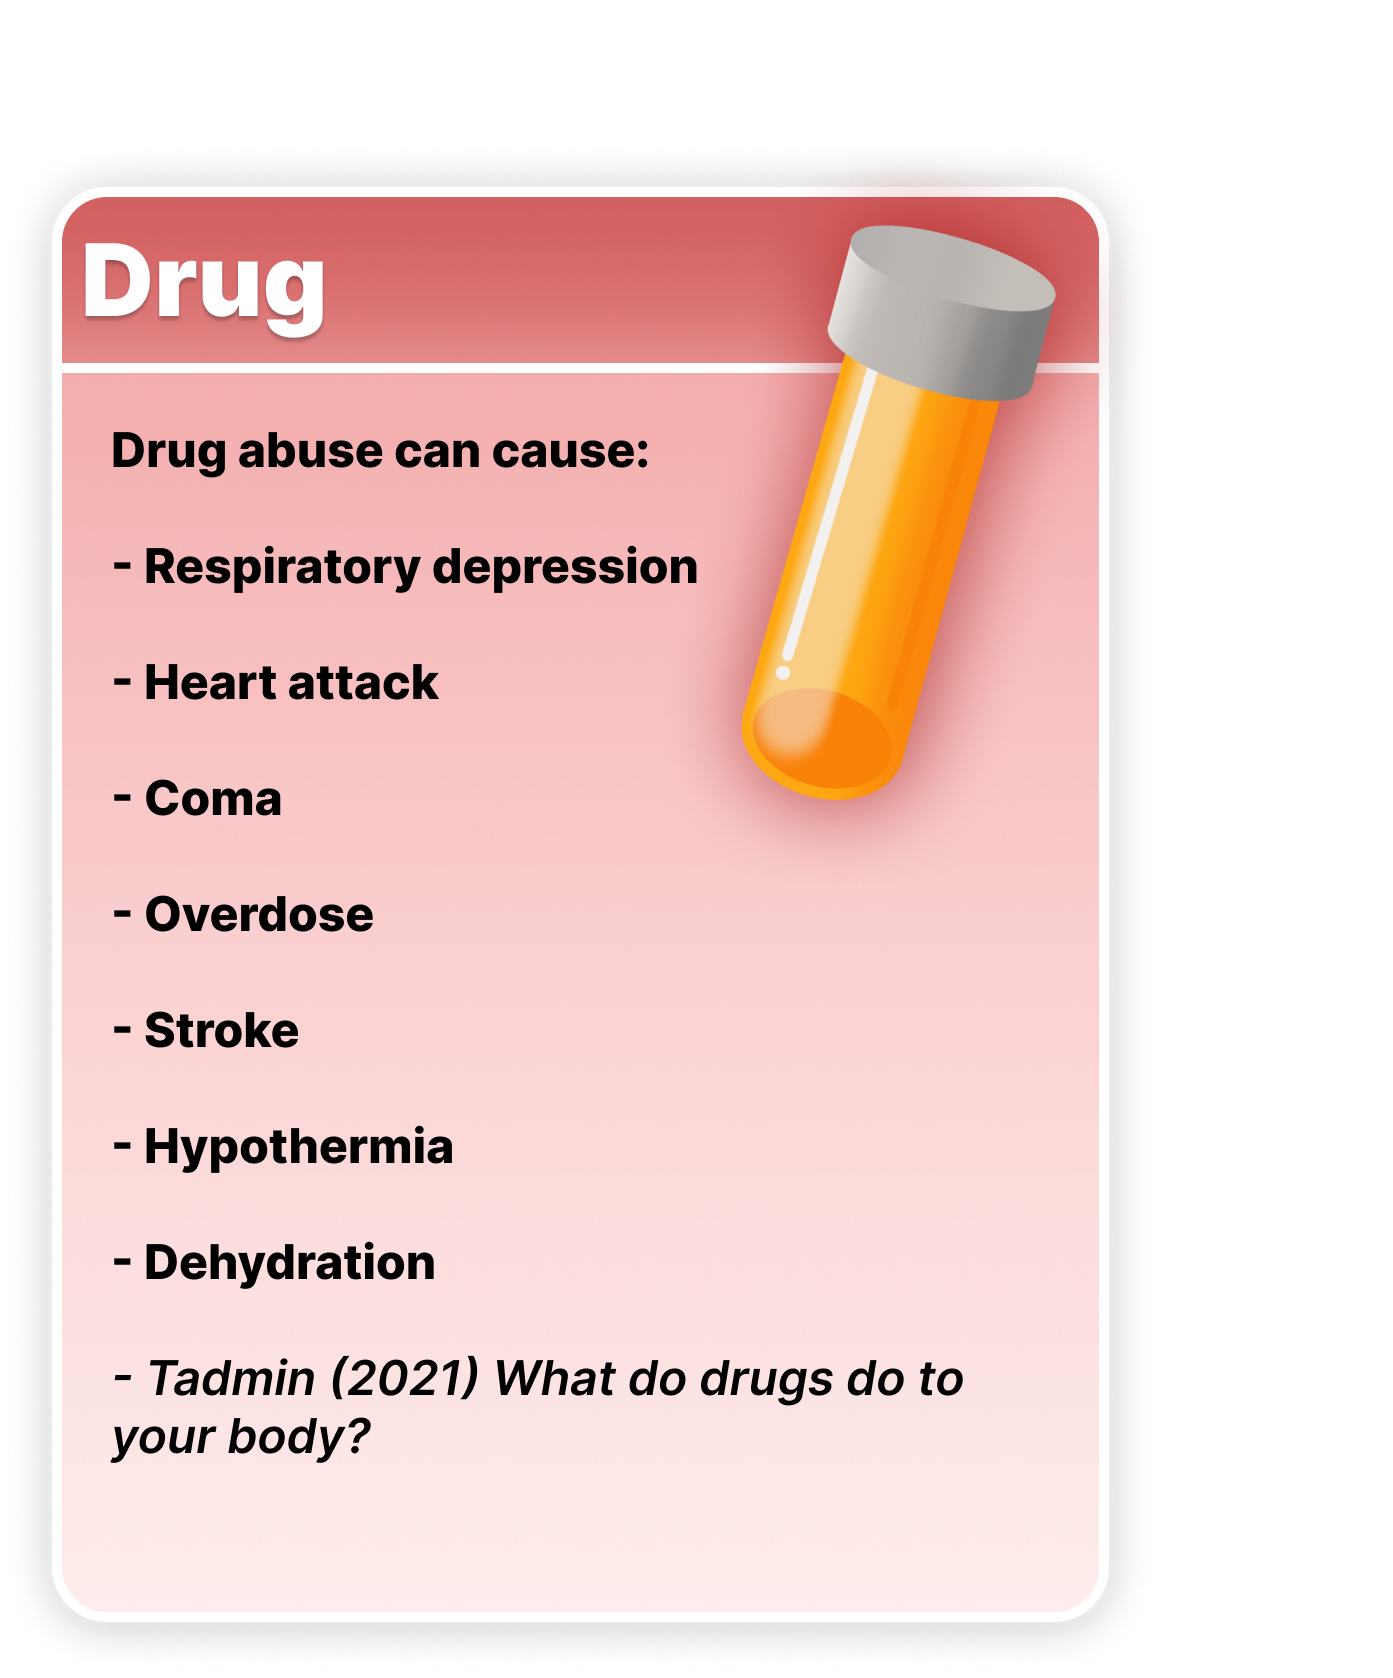 Drug
Drug abuse can cause:
- Respiratory depression
- Heart attack
- Coma
- Overdose
- Stroke
- Hypothermia
- Dehydration
- Tadmin (2021) What do drugs do to
your body?